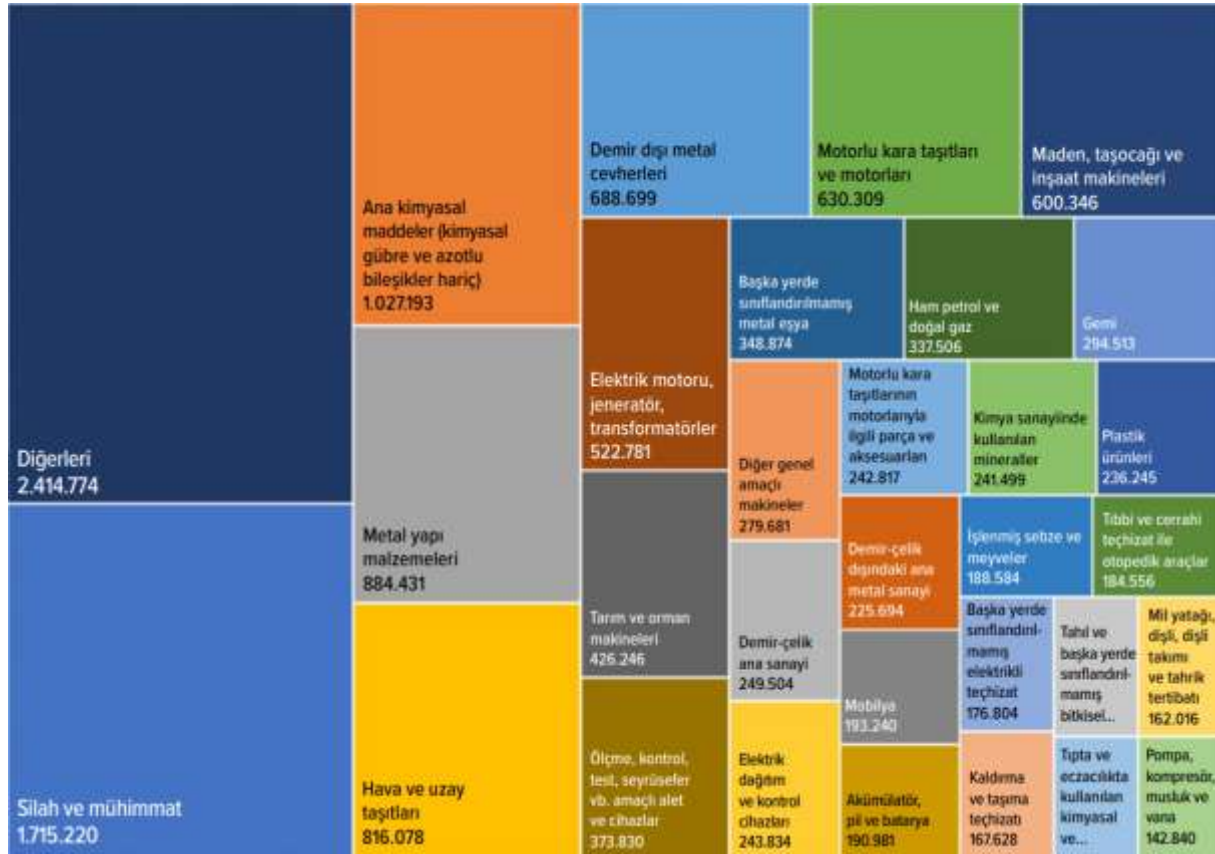 Diğerleri
2.414.774
Silah ve mühimmat
1.715.220
Ana kimyasal
maddeler (kimyasal
gübre ve azotlu
bileşikler hariç)
1.027.193
Metal yapı
malzemeleri
884.431
Hava ve uzay
taşıtları
816.078
Demir dışı metal
cevherleri
688.699
Motorlu kara taşıtları
ve motorları
630.309
Maden, taşocağı ve
inşaat makineleri
600.346
Elektrik motoru,
jeneratör,
transformatörler
522.781
Tarım ve orman
makineleri
426.246
Ölçme, kontrol,
test, seyrüsefer
vb. amaçlı alet
ve cihazlar
373.830
Başka yerde
sınıflandırılmamış
metal eşya
348.874
Ham petrol ve
doğal gaz
337.506
Gemi
294.513
Diğer genel
amaçlı
makineler
279.681
Demir-çelik
ana sanayi
249.504
Elektrik
dağıtım
ve kontrol
cihazları
243.834
Motorlu kara
taşıtlarının
motorlarıyla
ilgili parça ve
aksesuarları
242.817
Kimya sanayiinde
kullanılan
mineraller
241.499
Plastik
ürünleri
236.245
Demir-çelik
dışındaki ana
metal sanayi
225.694
Mobilya
193.240
Akümülatör,
pil ve batarya
190.981
İşlenmiş sebze ve
meyveler
188.584
Tıbbi ve cerrahi
teçhizat ile
otopedik araçlar
184.556
Başka yerde
sınıflandırıl-
mamış
elektrikli
teçhizat
176.804
Kaldırma
ve taşıma
teçhizatı
167.628
Tahıl ve
başka yerde
sınıflandırıl-
mamış
bitkisel...
Mil yatağı,
dişli, dişli
takımı
ve tahrik
tertibatı
162.016
Tıpta ve
eczacılıkta
kullanılan
kimyasal
ve...
Pompa,
kompresör,
musluk ve
vana
142.840